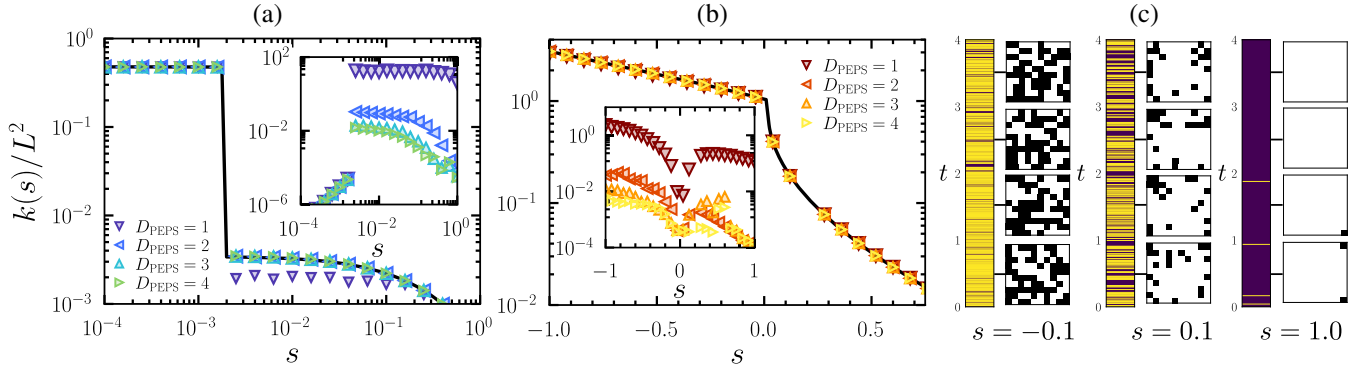 (a)
k(s)/L²
10⁰
10⁻¹
10⁻²
10⁻³
10⁻⁴
10⁻³
10⁻²
10⁻¹
10⁰
s
D_PEPS = 1
D_PEPS = 2
D_PEPS = 3
D_PEPS = 4
10²
10⁻²
10⁻⁶
10⁻⁴
10⁻²
10⁰
s
(b)
10⁰
10⁻¹
10⁻²
−1.0
−0.5
0.0
0.5
s
D_PEPS = 1
D_PEPS = 2
D_PEPS = 3
D_PEPS = 4
10⁰
10⁻²
10⁻⁴
−1
0
1
s
(c)
t
4
3
2
1
0
s = −0.1
t
4
3
2
1
0
s = 0.1
t
4
3
2
1
0
s = 1.0